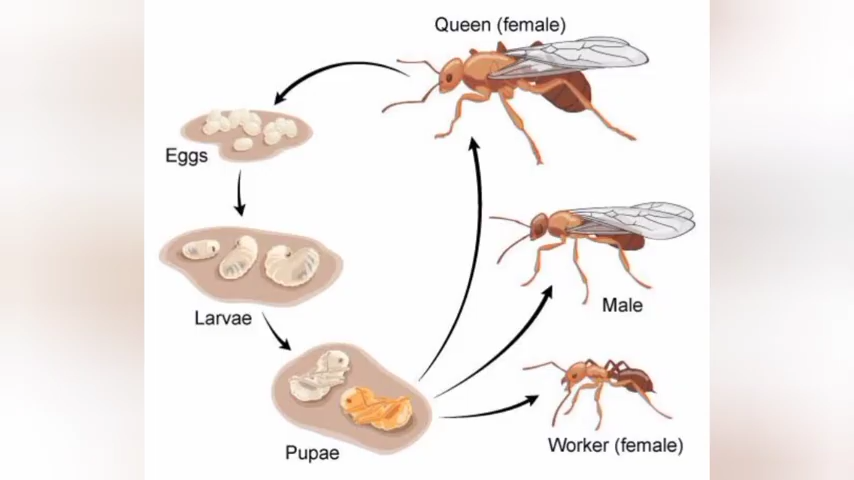 Queen (female)
Eggs
Larvae
Male
Pupae
Worker (female)